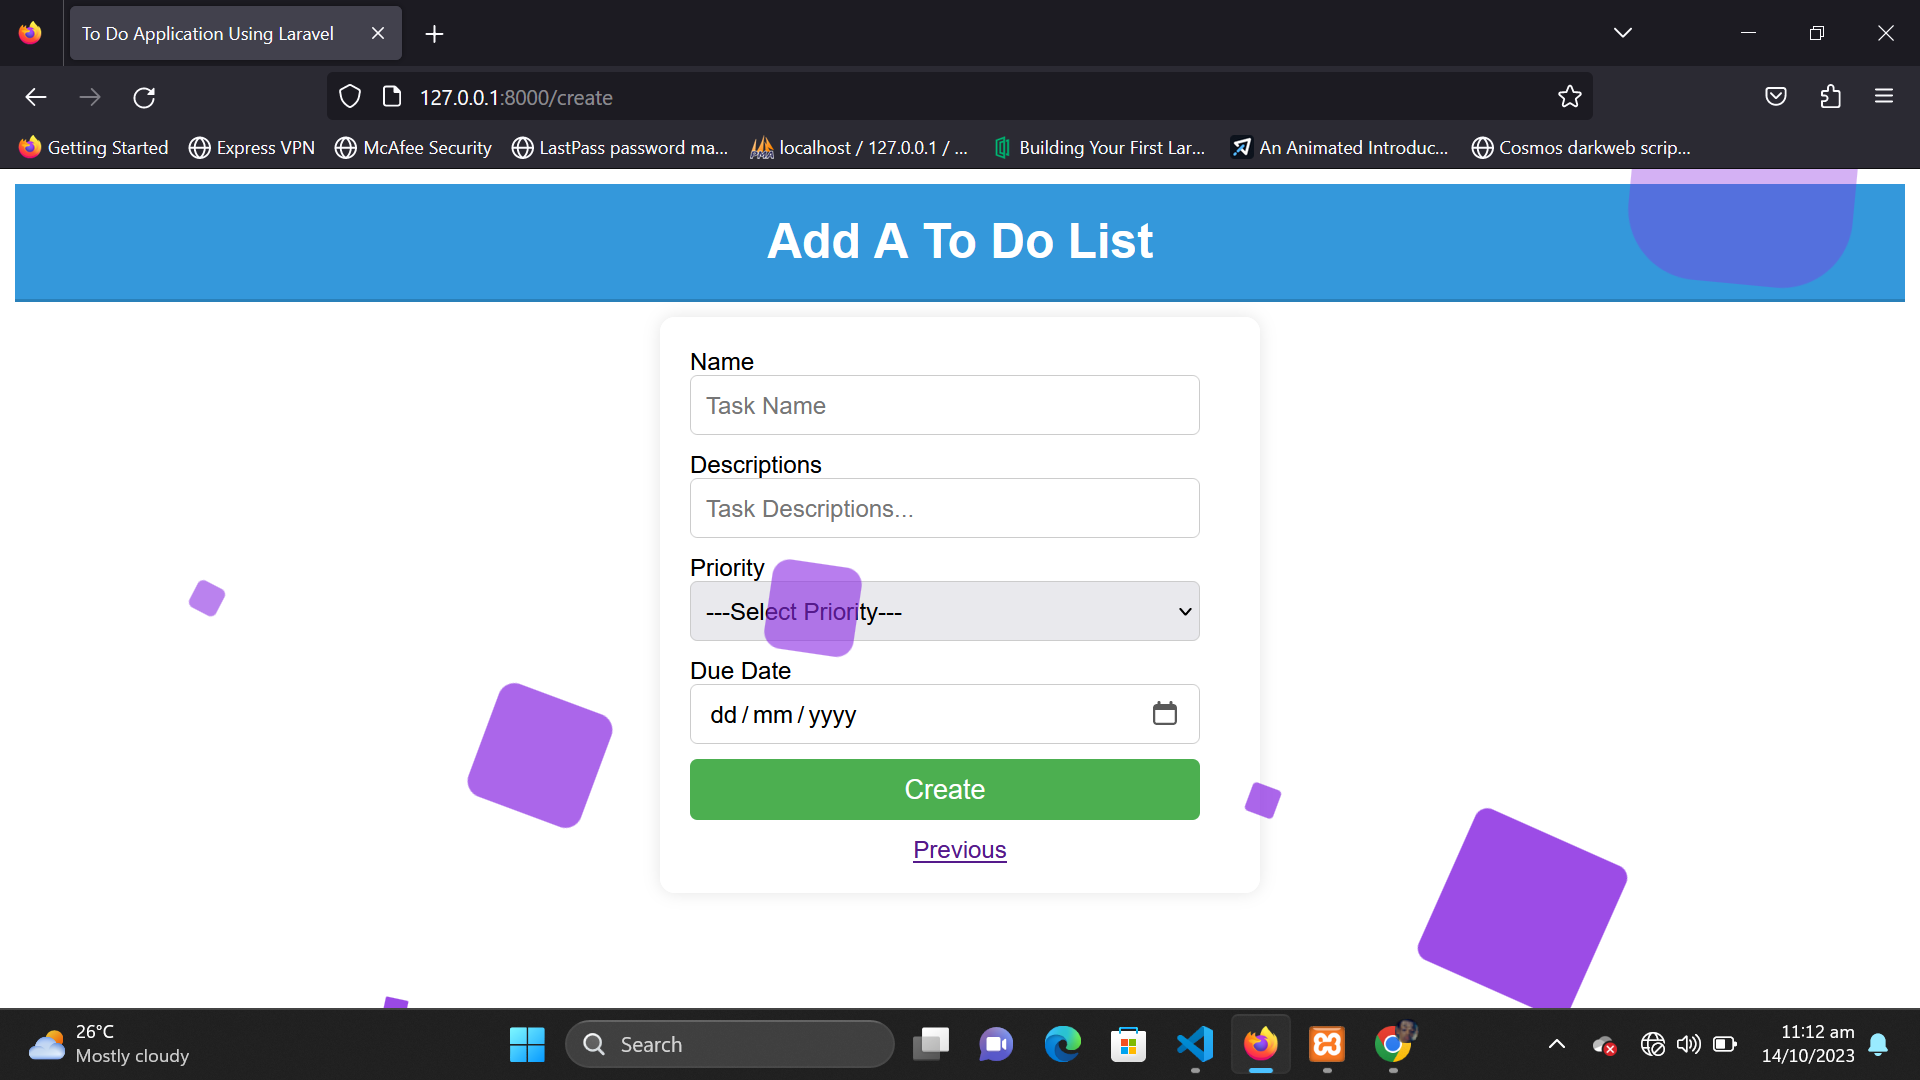 To Do Application Using Laravel
127.0.0.1:8000/create
Getting Started
Express VPN
McAfee Security
LastPass password ma...
localhost / 127.0.0.1 / ...
Building Your First Lar...
An Animated Introduc...
Cosmos darkweb scrip...
Add A To Do List
Name
Task Name
Descriptions
Task Descriptions...
Priority
---Select Priority---
Due Date
dd / mm / yyyy
Create
Previous
26°C
Mostly cloudy
Search
11:12 am
14/10/2023